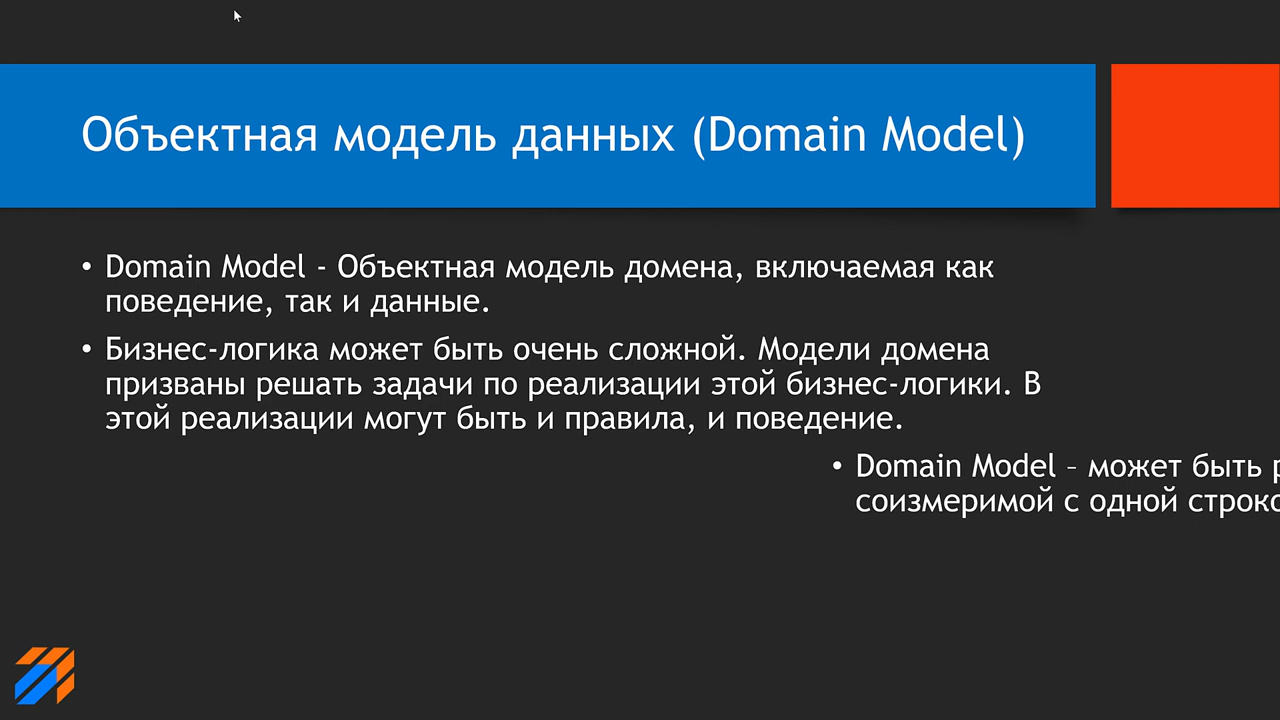 Объектная модель данных (Domain Model)
• Domain Model - Объектная модель домена, включаемая как
поведение, так и данные.
• Бизнес-логика может быть очень сложной. Модели домена
призваны решать задачи по реализации этой бизнес-логики. В
этой реализации могут быть и правила, и поведение.
• Domain Model – может быть
соизмеримой с одной